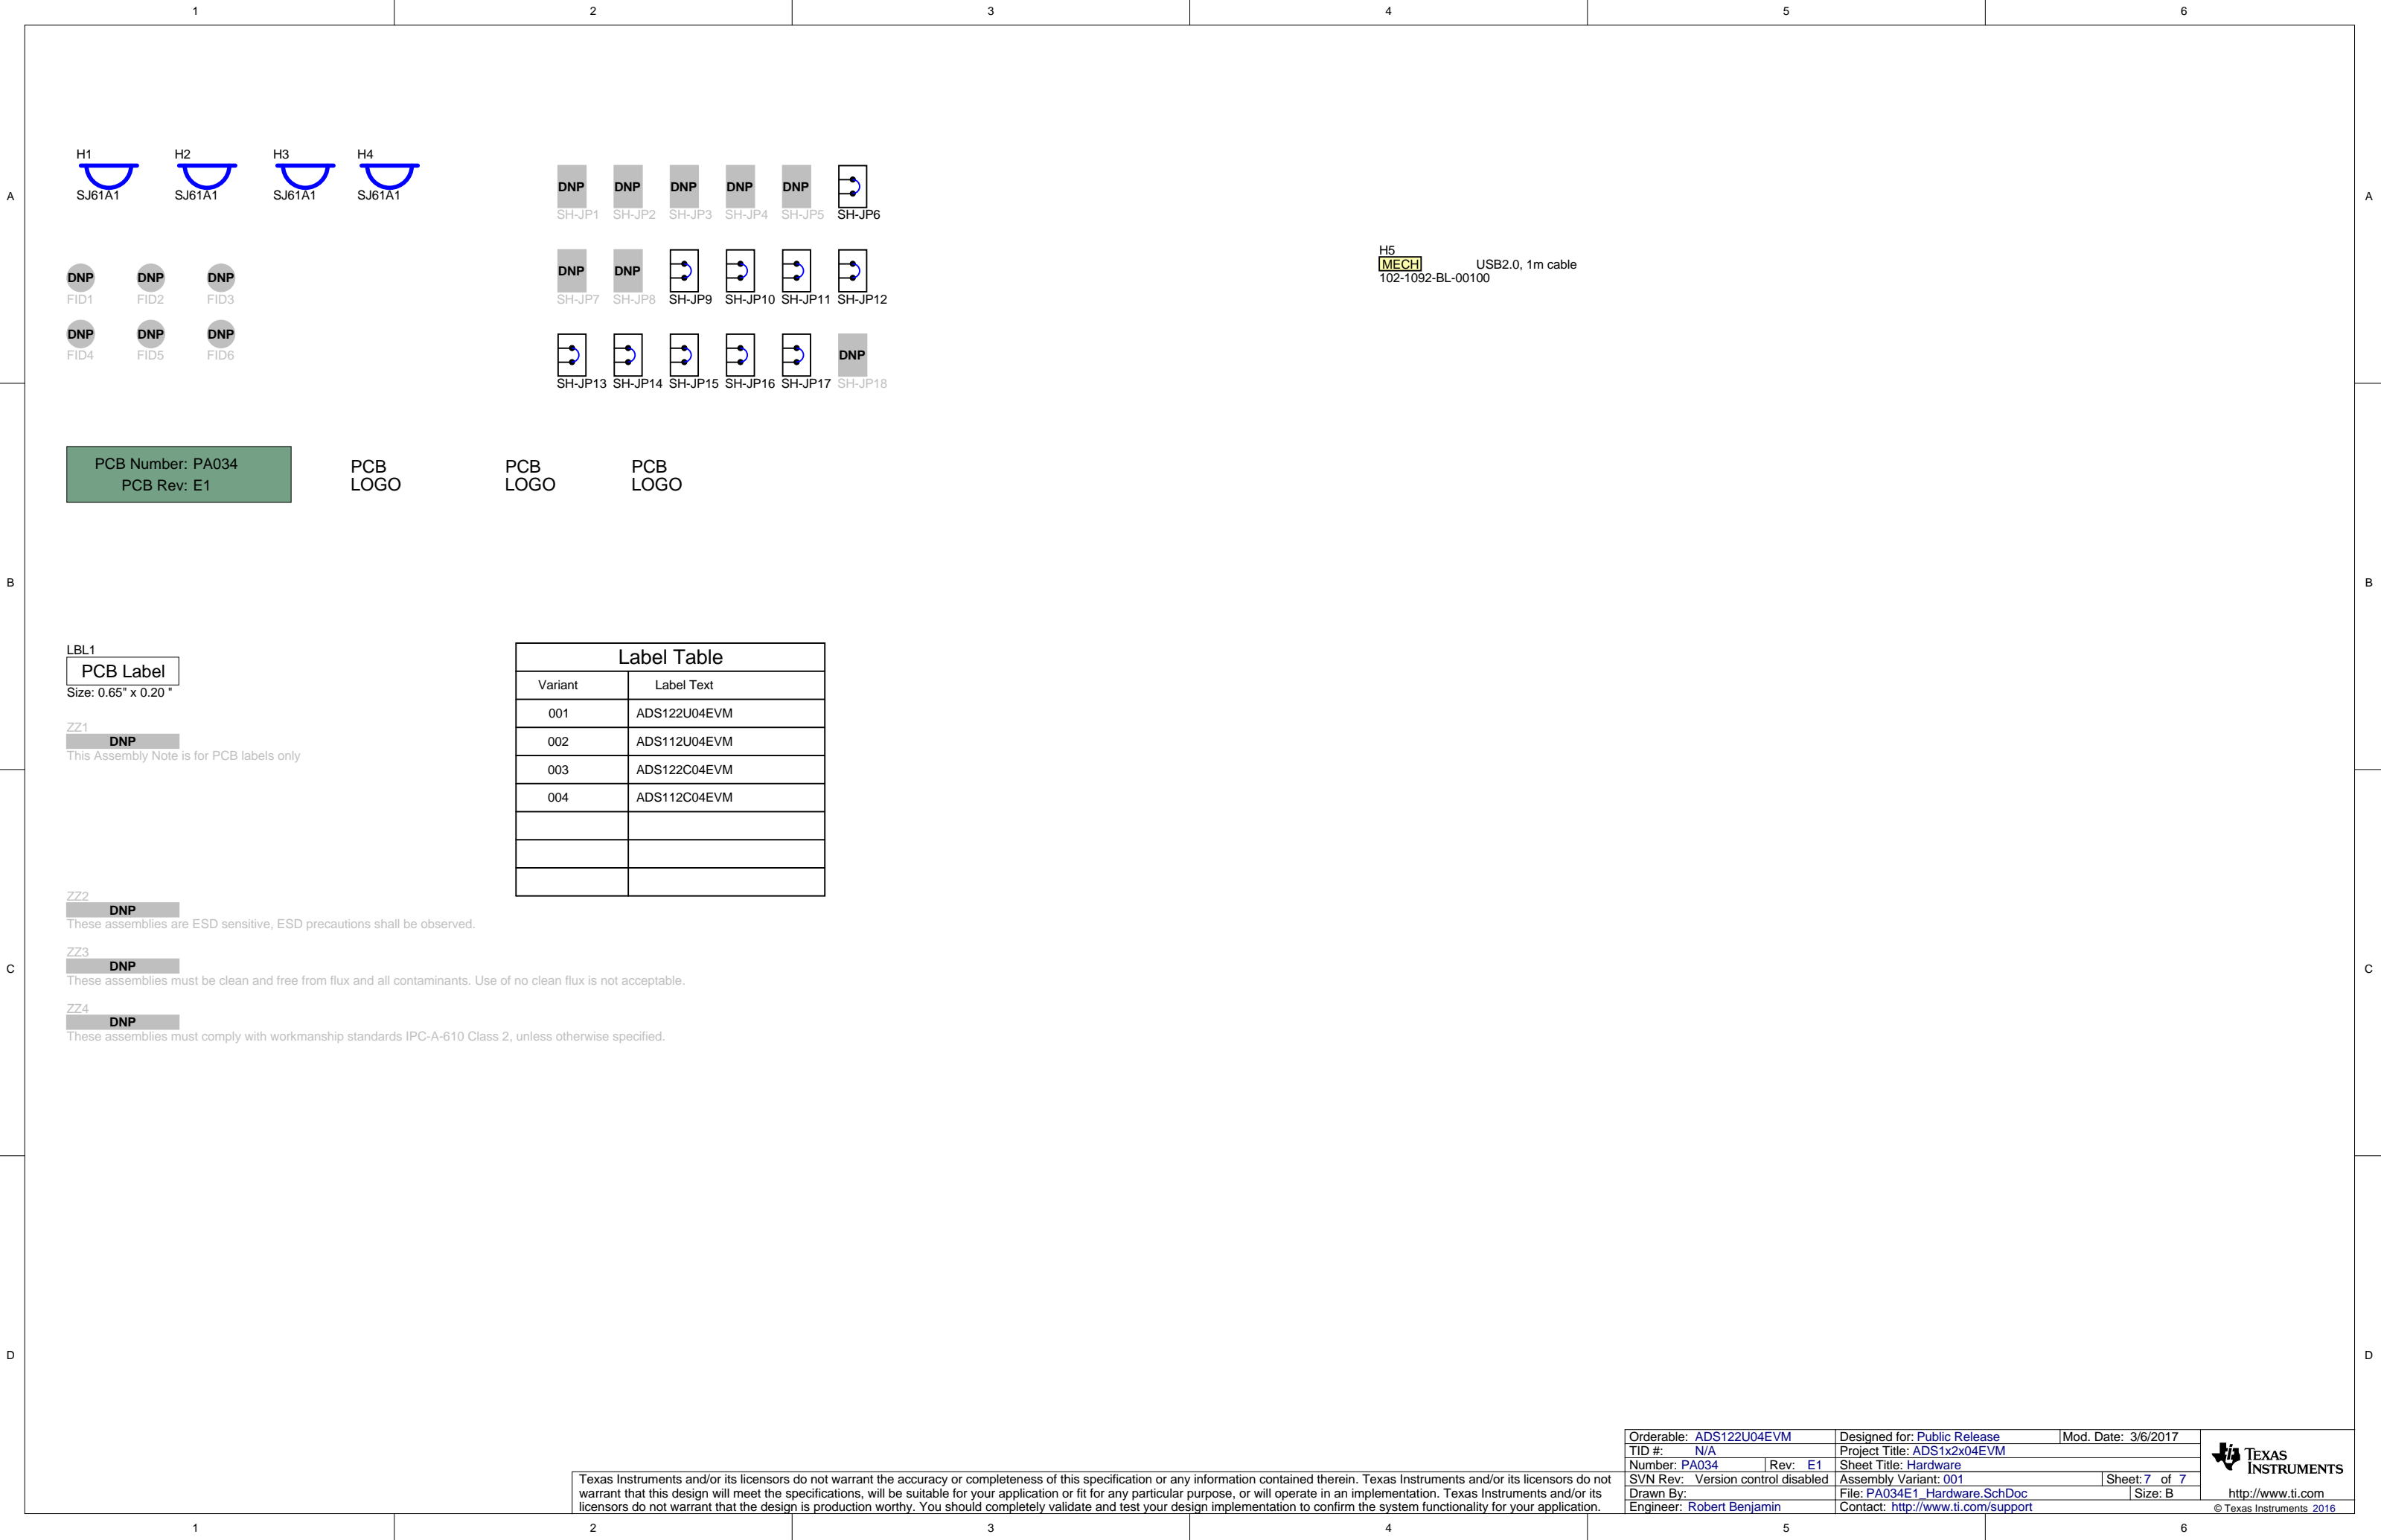 1 2 3 4 5 6
A A
B B
C C
D D
H1 H2 H3 H4
SJ61A1 SJ61A1 SJ61A1 SJ61A1
DNP DNP DNP DNP DNP
SH-JP1 SH-JP2 SH-JP3 SH-JP4 SH-JP5 SH-JP6
DNP DNP
SH-JP7 SH-JP8 SH-JP9 SH-JP10 SH-JP11 SH-JP12
DNP
SH-JP13 SH-JP14 SH-JP15 SH-JP16 SH-JP17 SH-JP18
DNP DNP DNP
FID1 FID2 FID3
DNP DNP DNP
FID4 FID5 FID6
H5
MECH USB2.0, 1m cable
102-1092-BL-00100
PCB Number: PA034
PCB Rev: E1
PCB
LOGO
PCB
LOGO
PCB
LOGO
LBL1
PCB Label
Size: 0.65" x 0.20 "
ZZ1
DNP
This Assembly Note is for PCB labels only
Label Table
Variant Label Text
001 ADS122U04EVM
002 ADS112U04EVM
003 ADS122C04EVM
004 ADS112C04EVM
ZZ2
DNP
These assemblies are ESD sensitive, ESD precautions shall be observed.
ZZ3
DNP
These assemblies must be clean and free from flux and all contaminants. Use of no clean flux is not acceptable.
ZZ4
DNP
These assemblies must comply with workmanship standards IPC-A-610 Class 2, unless otherwise specified.
Texas Instruments and/or its licensors do not warrant the accuracy or completeness of this specification or any information contained therein. Texas Instruments and/or its licensors do not
warrant that this design will meet the specifications, will be suitable for your application or fit for any particular purpose, or will operate in an implementation. Texas Instruments and/or its
licensors do not warrant that the design is production worthy. You should completely validate and test your design implementation to confirm the system functionality for your application.
Orderable: ADS122U04EVM Designed for: Public Release Mod. Date: 3/6/2017
TID #: N/A Project Title: ADS1x2x04EVM
Number: PA034 Rev: E1 Sheet Title: Hardware
SVN Rev: Version control disabled Assembly Variant: 001 Sheet: 7 of 7
Drawn By: File: PA034E1_Hardware.SchDoc Size: B
Engineer: Robert Benjamin Contact: http://www.ti.com/support
TEXAS
INSTRUMENTS
http://www.ti.com
© Texas Instruments 2016
1 2 3 4 5 6